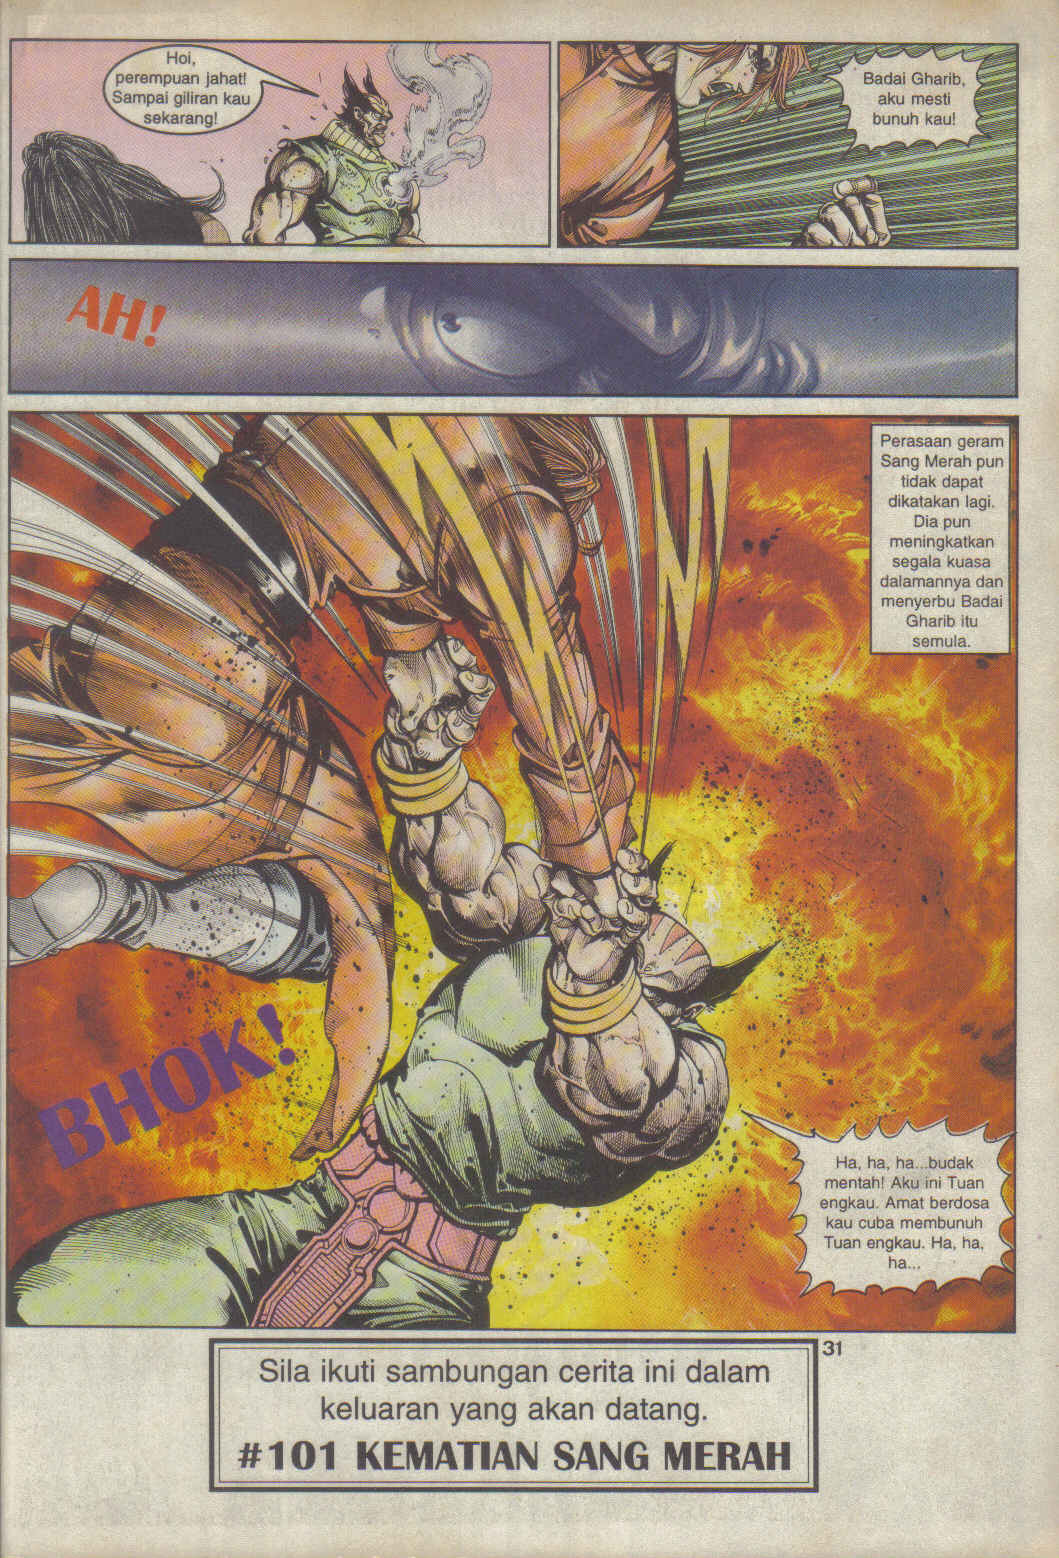 Hoi,
perempuan jahat!
Sampai giliran kau
sekarang!
Badai Gharib,
aku mesti
bunuh kau!
AH!
Perasaan geram
Sang Merah pun
tidak dapat
dikatakan lagi.
Dia pun
meningkatkan
segala kuasa
dalamannya dan
menyerbu Badai
Gharib itu
semula.
BHOK!
Ha, ha, ha...budak
mentah! Aku ini Tuan
engkau. Amat berdosa
kau cuba membunuh
Tuan engkau. Ha, ha,
ha...
31
Sila ikuti sambungan cerita ini dalam
keluaran yang akan datang.
#101 KEMATIAN SANG MERAH